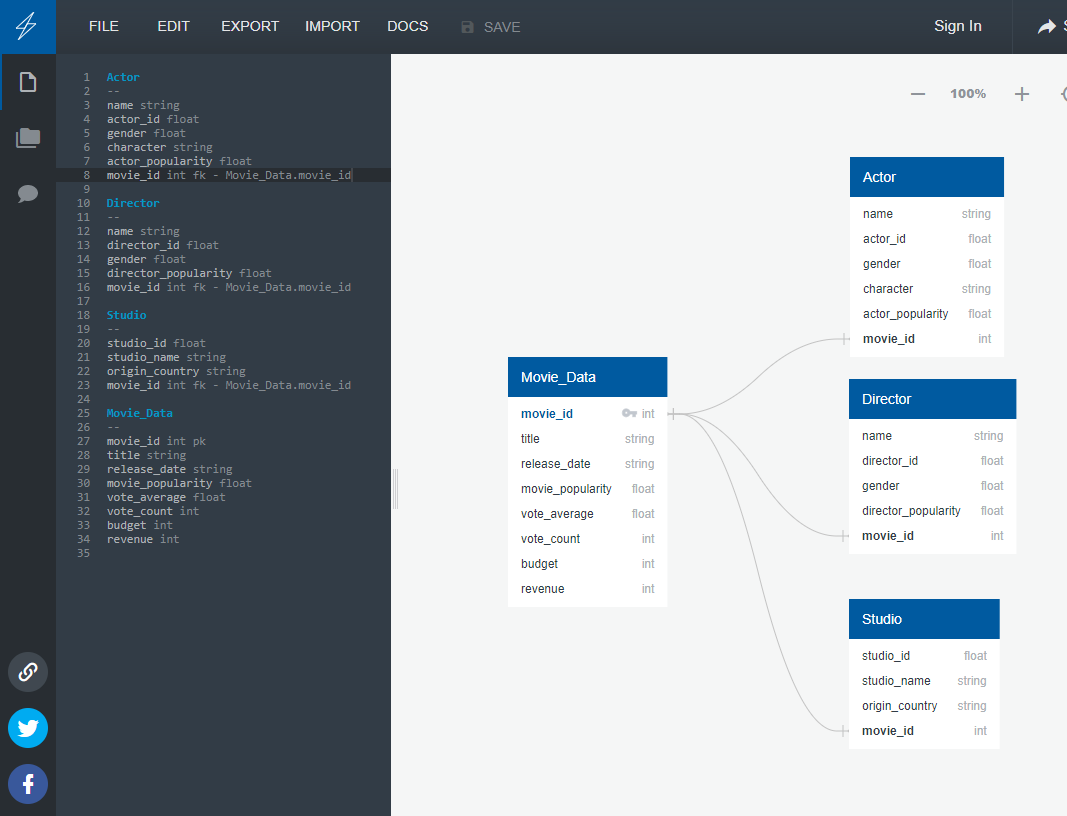 FILE EDIT EXPORT IMPORT DOCS SAVE Sign In
1 Actor
2 --
3 name string
4 actor_id float
5 gender float
6 character string
7 actor_popularity float
8 movie_id int fk - Movie_Data.movie_id
9
10 Director
11 --
12 name string
13 director_id float
14 gender float
15 director_popularity float
16 movie_id int fk - Movie_Data.movie_id
17
18 Studio
19 --
20 studio_id float
21 studio_name string
22 origin_country string
23 movie_id int fk - Movie_Data.movie_id
24
25 Movie_Data
26 --
27 movie_id int pk
28 title string
29 release_date string
30 movie_popularity float
31 vote_average float
32 vote_count int
33 budget int
34 revenue int
35
100%
Movie_Data
movie_id int
title string
release_date string
movie_popularity float
vote_average float
vote_count int
budget int
revenue int
Actor
name string
actor_id float
gender float
character string
actor_popularity float
movie_id int
Director
name string
director_id float
gender float
director_popularity float
movie_id int
Studio
studio_id float
studio_name string
origin_country string
movie_id int